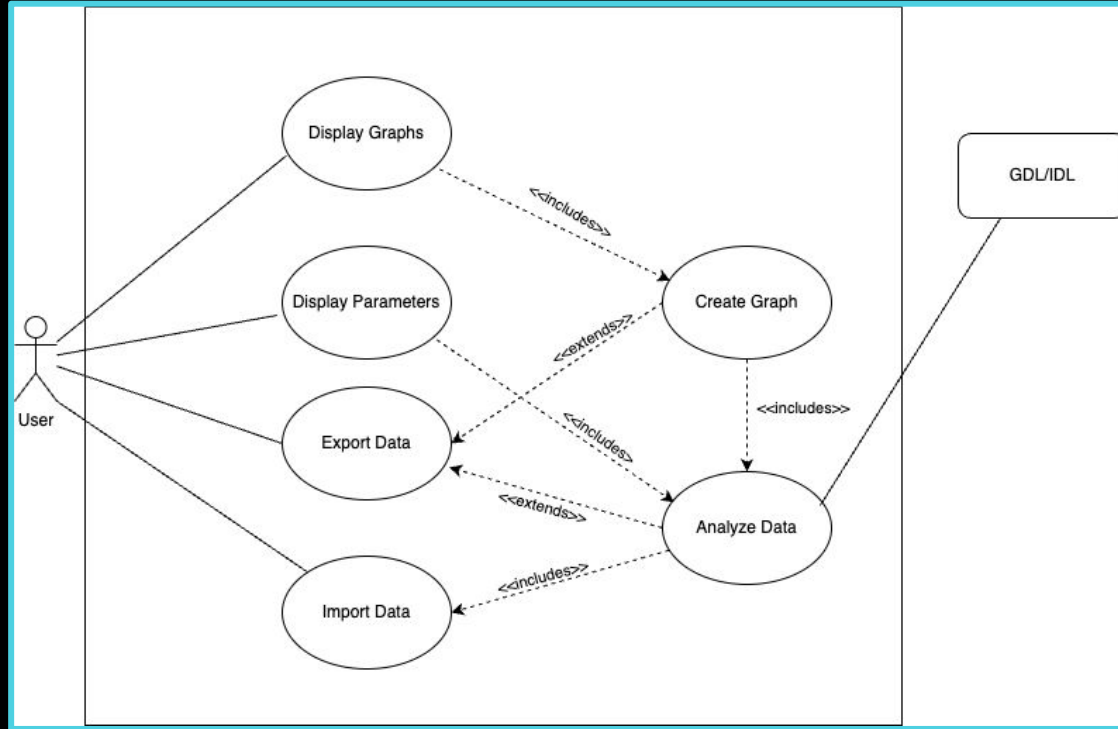 Display Graphs
<<includes>>
GDL/IDL
Display Parameters
Create Graph
<<extends>>
User
<<includes>>
Export Data
<<includes>
<<extends>>
Analyze Data
<<includes>>
Import Data